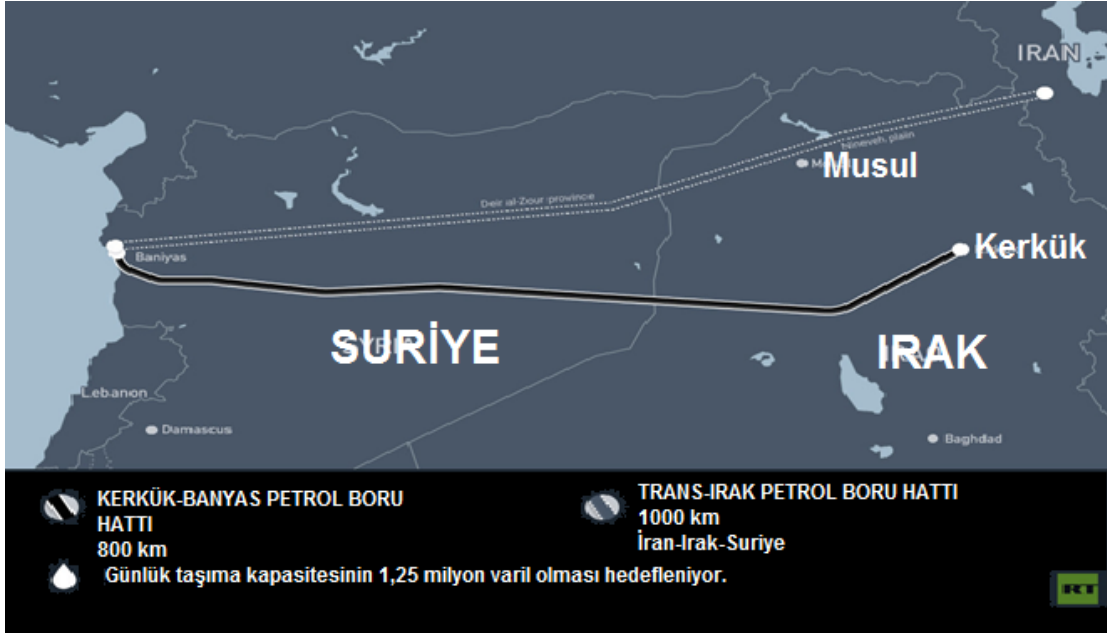 IRAN
Nineveh plain
Musul
Deir al-Zour province
Baniyas
Kerkük
SURİYE
IRAK
Lebanon
Damascus
Baghdad
KERKÜK-BANYAS PETROL BORU
HATTI
800 km
TRANS-IRAK PETROL BORU HATTI
1000 km
İran-Irak-Suriye
Günlük taşıma kapasitesinin 1,25 milyon varil olması hedefleniyor.
RT